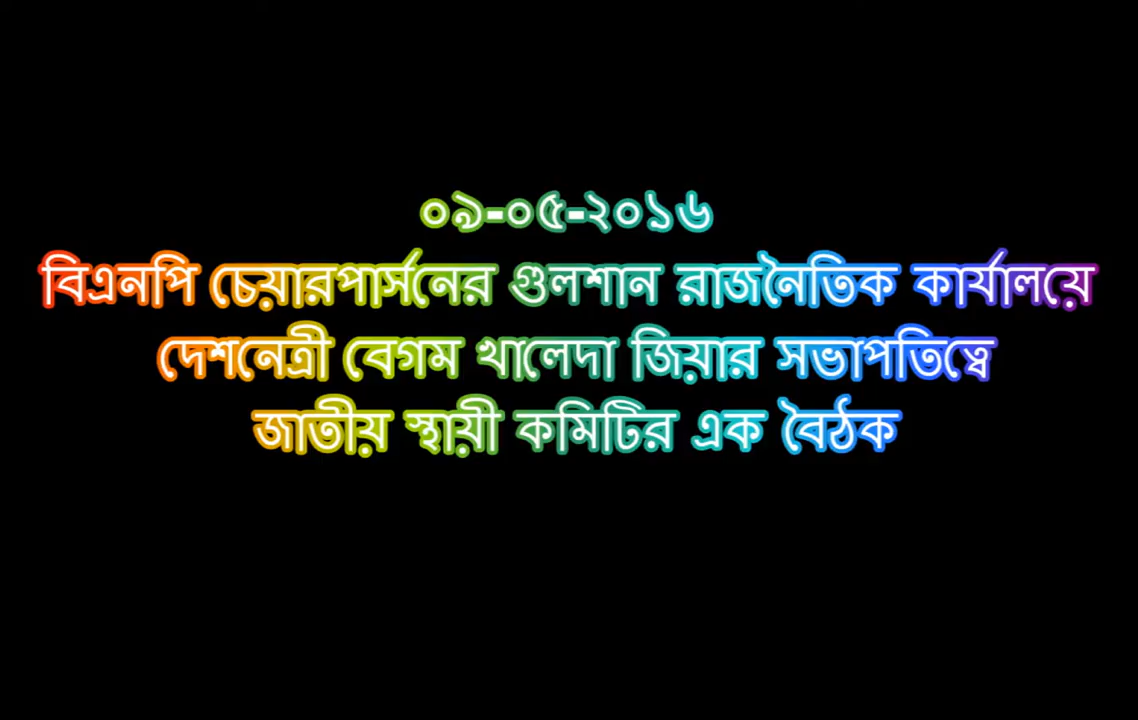 ০৯-০৫-২০১৬
বিএনপি চেয়ারপার্সনের গুলশান রাজনৈতিক কার্যালয়ে
দেশনেত্রী বেগম খালেদা জিয়ার সভাপতিত্বে
জাতীয় স্থায়ী কমিটির এক বৈঠক